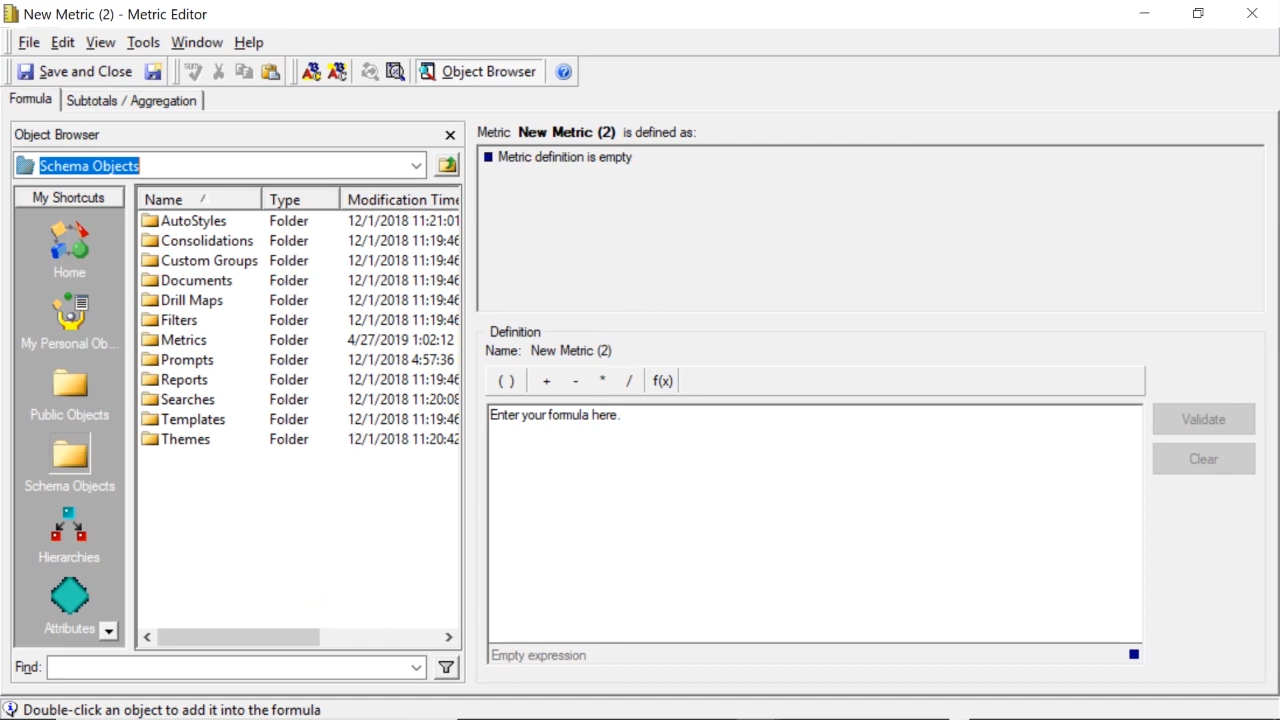 New Metric (2) - Metric Editor
File Edit View Tools Window Help
Save and Close Object Browser
Formula Subtotals / Aggregation
Object Browser
Schema Objects
My Shortcuts
Home
My Personal Ob...
Public Objects
Schema Objects
Hierarchies
Attributes
Name / Type Modification Time
AutoStyles Folder 12/1/2018 11:21:01
Consolidations Folder 12/1/2018 11:19:46
Custom Groups Folder 12/1/2018 11:19:46
Documents Folder 12/1/2018 11:19:46
Drill Maps Folder 12/1/2018 11:19:46
Filters Folder 12/1/2018 11:19:46
Metrics Folder 4/27/2019 1:02:12
Prompts Folder 12/1/2018 4:57:36
Reports Folder 12/1/2018 11:19:46
Searches Folder 12/1/2018 11:20:08
Templates Folder 12/1/2018 11:19:46
Themes Folder 12/1/2018 11:20:42
Find:
Metric New Metric (2) is defined as:
Metric definition is empty
Definition
Name: New Metric (2)
( ) + - * / f(x)
Enter your formula here.
Validate
Clear
Empty expression
Double-click an object to add it into the formula